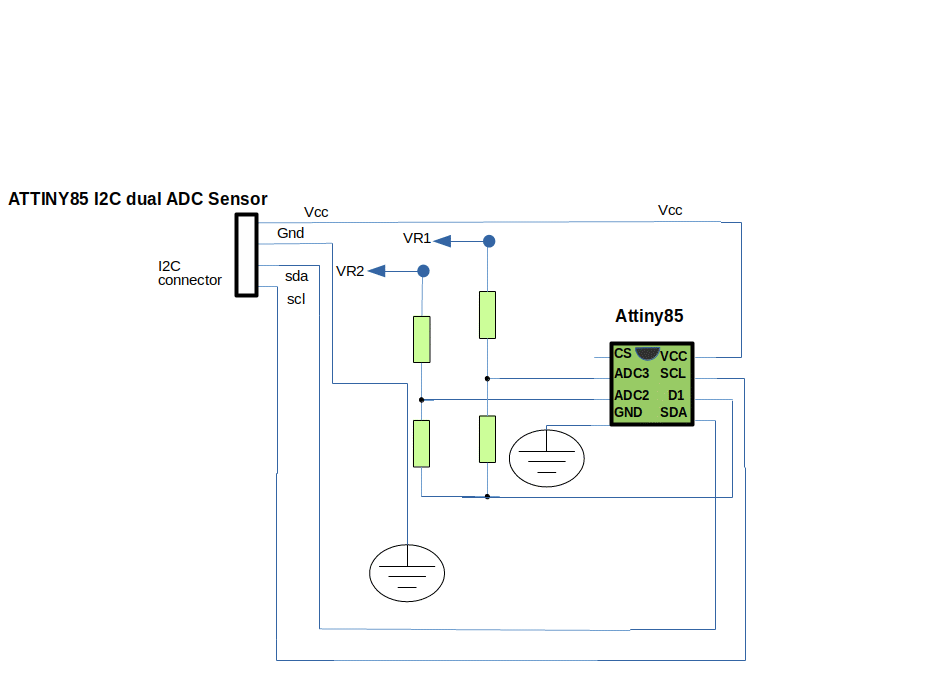 ATTINY85 I2C dual ADC Sensor
Vcc
Vcc
Gnd
VR1
I2C
connector
VR2
sda
scl
Attiny85
CS
VCC
ADC3
SCL
ADC2
D1
GND
SDA